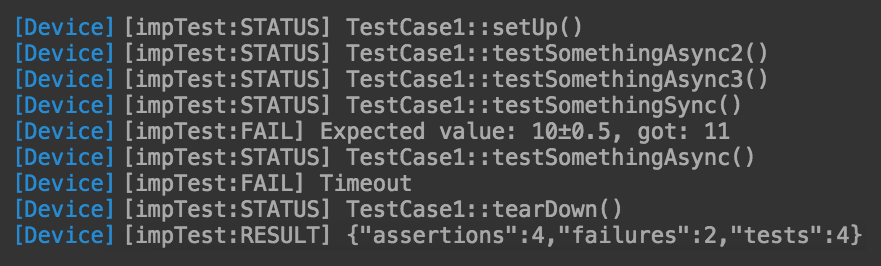 [Device] [impTest:STATUS] TestCase1::setUp()
[Device] [impTest:STATUS] TestCase1::testSomethingAsync2()
[Device] [impTest:STATUS] TestCase1::testSomethingAsync3()
[Device] [impTest:STATUS] TestCase1::testSomethingSync()
[Device] [impTest:FAIL] Expected value: 10±0.5, got: 11
[Device] [impTest:STATUS] TestCase1::testSomethingAsync()
[Device] [impTest:FAIL] Timeout
[Device] [impTest:STATUS] TestCase1::tearDown()
[Device] [impTest:RESULT] {"assertions":4,"failures":2,"tests":4}